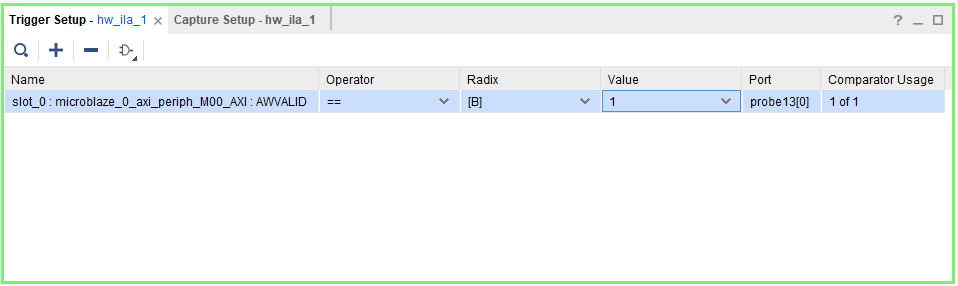 Trigger Setup - hw_ila_1 × Capture Setup - hw_ila_1 ?
Name Operator Radix Value Port Comparator Usage
slot_0 : microblaze_0_axi_periph_M00_AXI : AWVALID == [B] 1 probe13[0] 1 of 1